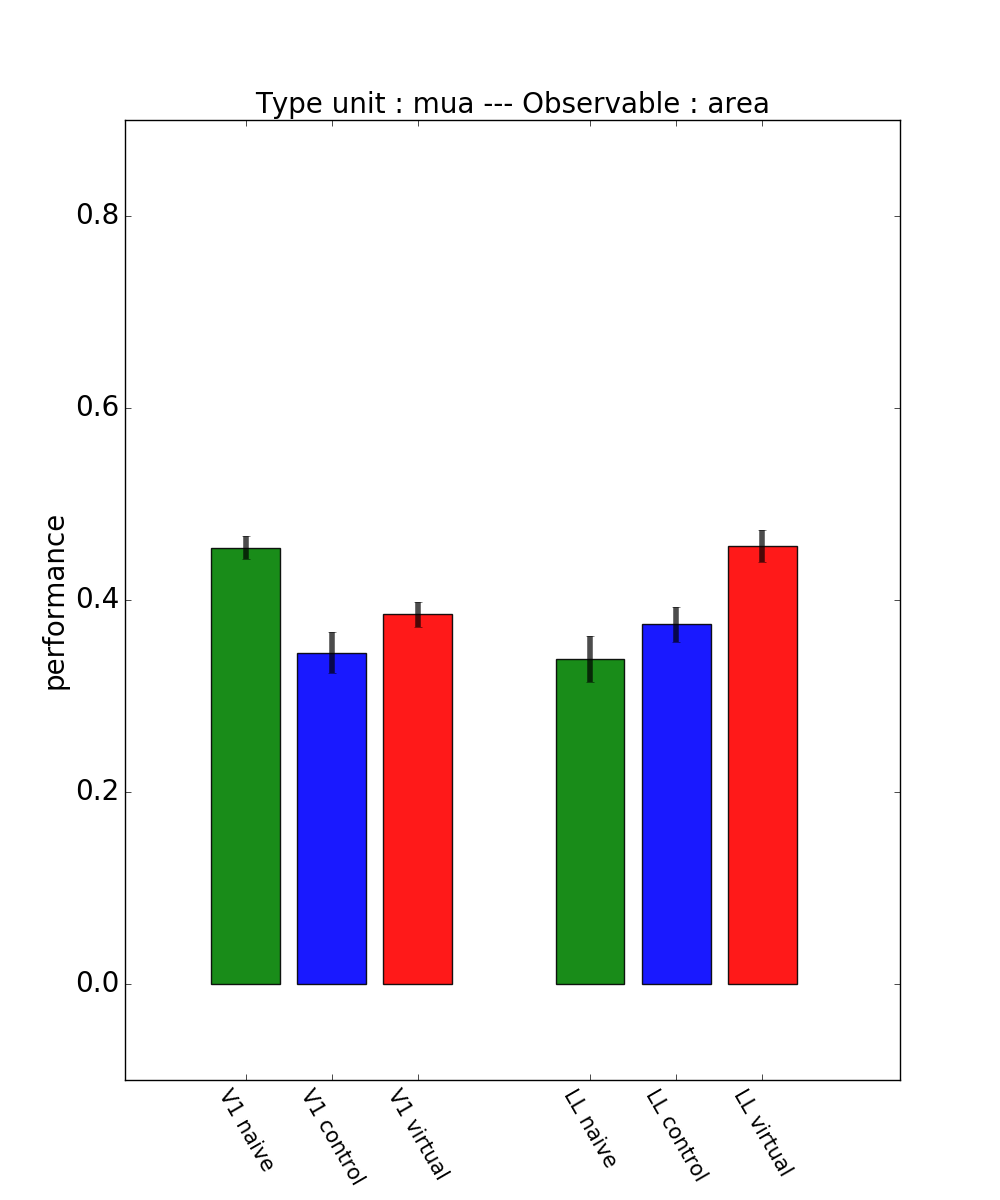 Type unit : mua --- Observable : area
0.8
0.6
0.4
0.2
0.0
performance
V1 naive
V1 control
V1 virtual
LL naive
LL control
LL virtual